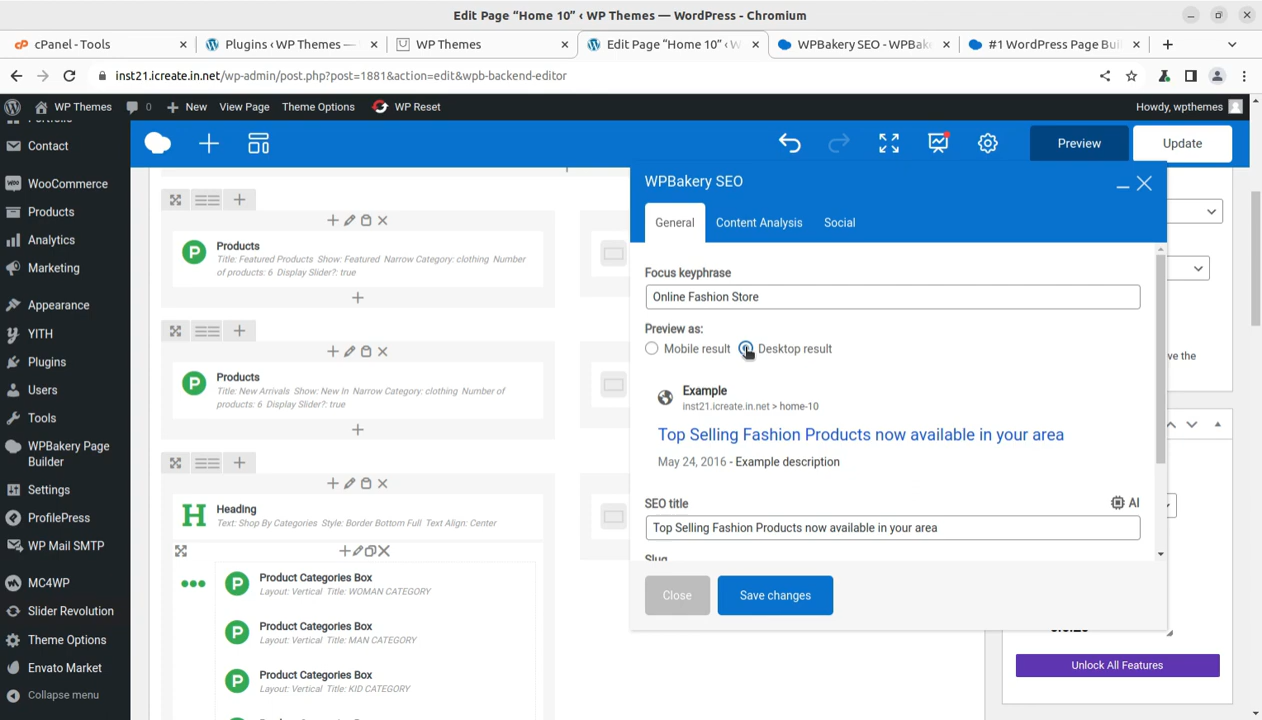 Edit Page “Home 10” ‹ WP Themes — WordPress - Chromium
cPanel - Tools
Plugins ‹ WP Themes —
WP Themes
Edit Page “Home 10” ‹ W
WPBakery SEO - WPBak
#1 WordPress Page Bui
inst21.icreate.in.net/wp-admin/post.php?post=1881&action=edit&wpb-backend-editor
WP Themes
0
New
View Page
Theme Options
WP Reset
Howdy, wpthemes
Portfolio
Contact
WooCommerce
Products
Analytics
Marketing
Appearance
YITH
Plugins
Users
Tools
WPBakery Page
Builder
Settings
ProfilePress
WP Mail SMTP
MC4WP
Slider Revolution
Theme Options
Envato Market
Collapse menu
Preview
Update
Products
Title: Featured Products Show: Featured Narrow Category: clothing Number
of products: 6 Display Slider?: true
Products
Title: New Arrivals Show: New In Narrow Category: clothing Number of
products: 6 Display Slider?: true
H
Heading
Text: Shop By Categories Style: Border Bottom Full Text Align: Center
Product Categories Box
Layout: Vertical Title: WOMAN CATEGORY
Product Categories Box
Layout: Vertical Title: MAN CATEGORY
Product Categories Box
Layout: Vertical Title: KID CATEGORY
WPBakery SEO
General
Content Analysis
Social
Focus keyphrase
Online Fashion Store
Preview as:
Mobile result
Desktop result
Example
inst21.icreate.in.net > home-10
Top Selling Fashion Products now available in your area
May 24, 2016 - Example description
SEO title
AI
Top Selling Fashion Products now available in your area
Slug
Close
Save changes
ve the
Unlock All Features